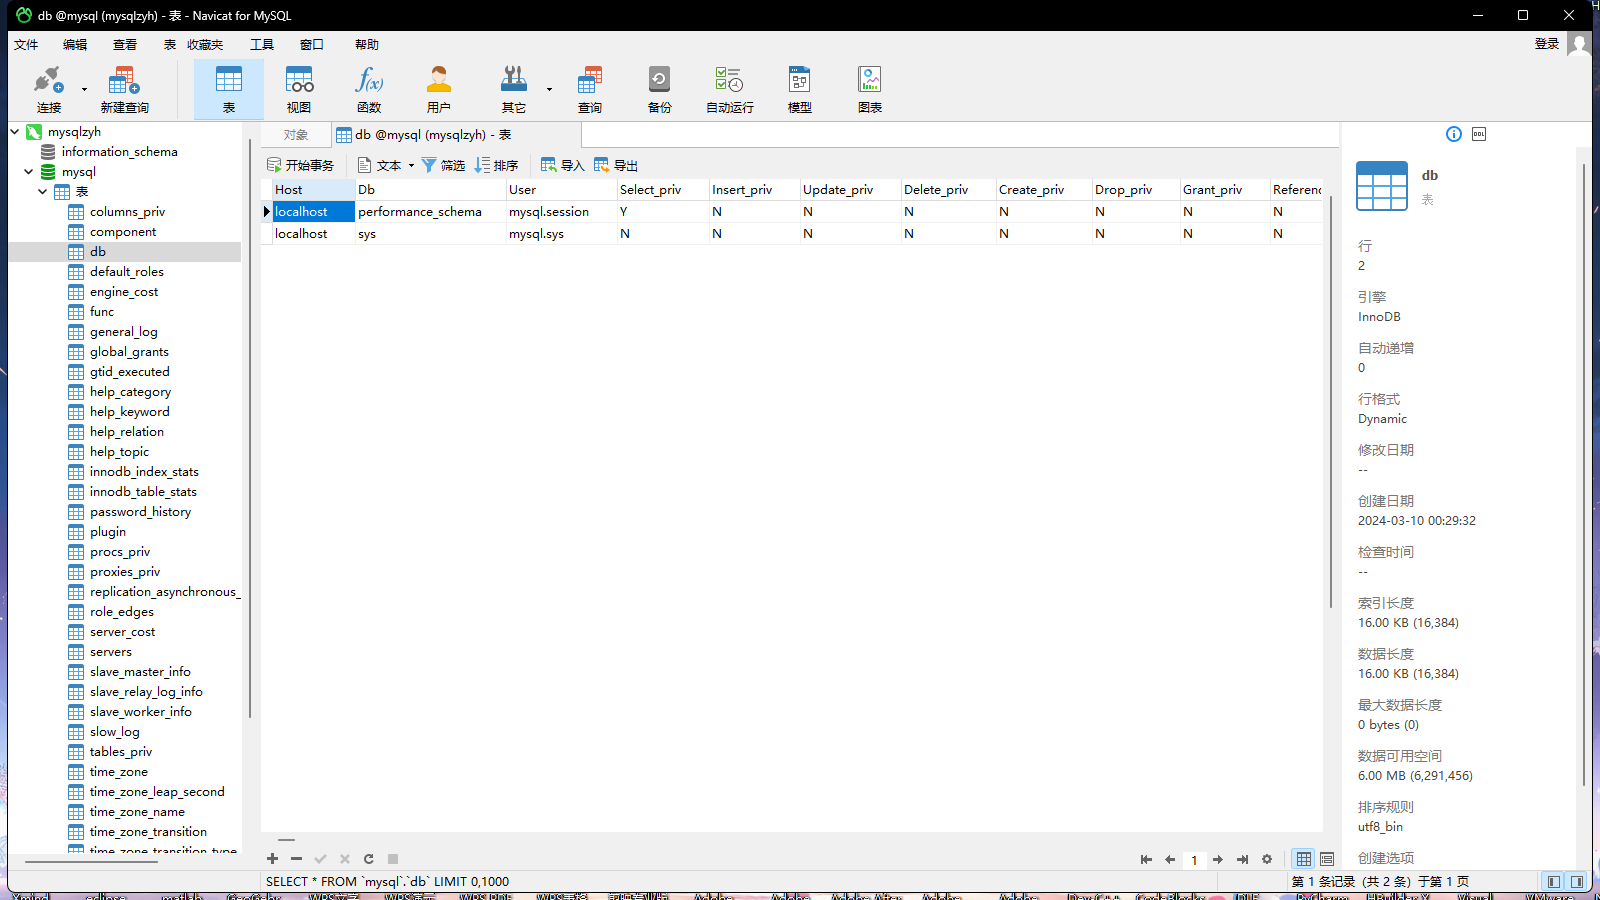 db @mysql (mysqlzyh) - 表 - Navicat for MySQL
文件 编辑 查看 表 收藏夹 工具 窗口 帮助 登录
连接 新建查询 表 视图 函数 用户 其它 查询 备份 自动运行 模型 图表
mysqlzyh
information_schema
mysql
表
columns_priv
component
db
default_roles
engine_cost
func
general_log
global_grants
gtid_executed
help_category
help_keyword
help_relation
help_topic
innodb_index_stats
innodb_table_stats
password_history
plugin
procs_priv
proxies_priv
replication_asynchronous_
role_edges
server_cost
servers
slave_master_info
slave_relay_log_info
slave_worker_info
slow_log
tables_priv
time_zone
time_zone_leap_second
time_zone_name
time_zone_transition
time_zone_transition_type
对象 db @mysql (mysqlzyh) - 表
开始事务 文本 筛选 排序 导入 导出
Host Db User Select_priv Insert_priv Update_priv Delete_priv Create_priv Drop_priv Grant_priv Referenc
localhost performance_schema mysql.session Y N N N N N N N
localhost sys mysql.sys N N N N N N N N
1
SELECT * FROM `mysql`.`db` LIMIT 0,1000
第 1 条记录 (共 2 条) 于第 1 页
DDL
db
表
行
2
引擎
InnoDB
自动递增
0
行格式
Dynamic
修改日期
--
创建日期
2024-03-10 00:29:32
检查时间
--
索引长度
16.00 KB (16,384)
数据长度
16.00 KB (16,384)
最大数据长度
0 bytes (0)
数据可用空间
6.00 MB (6,291,456)
排序规则
utf8_bin
创建选项